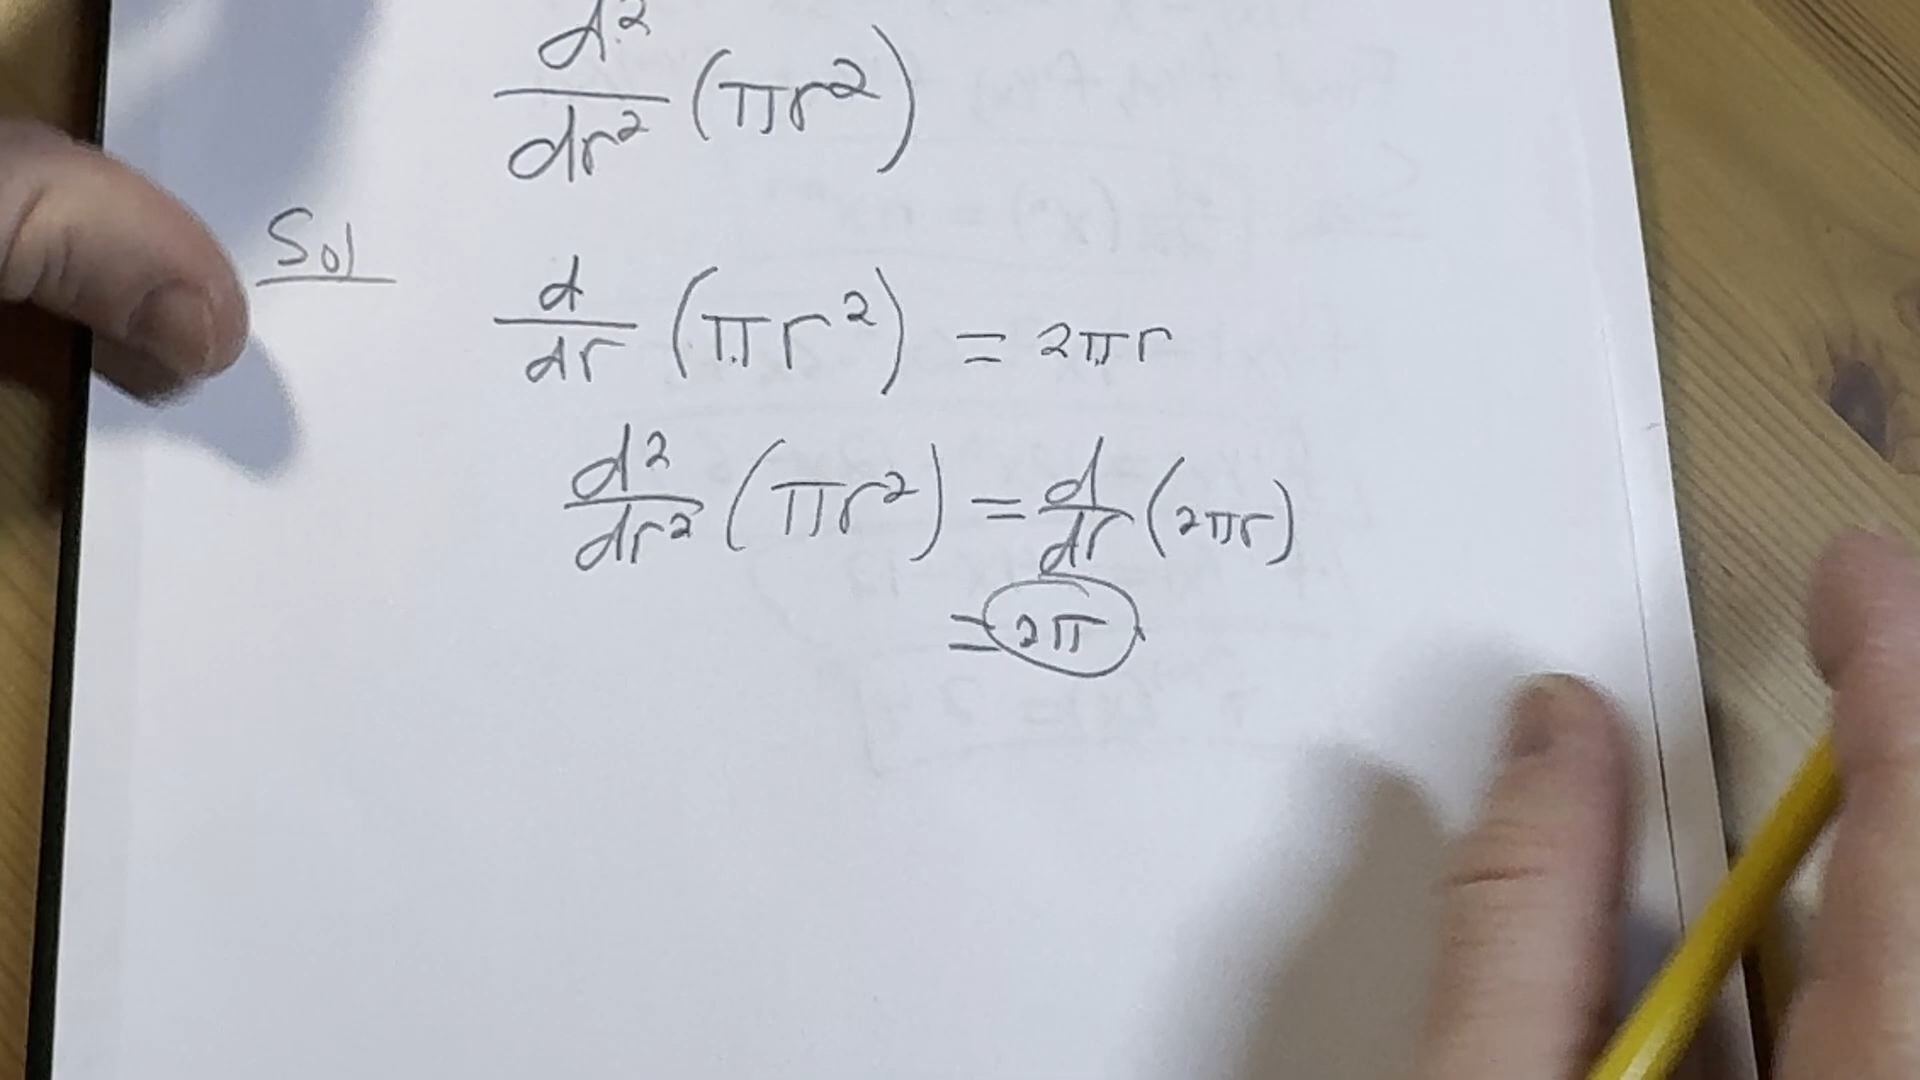 d²/dr² (πr²)
Sol
d/dr (πr²) = 2πr
d²/dr² (πr²) = d/dr (2πr)
= 2π